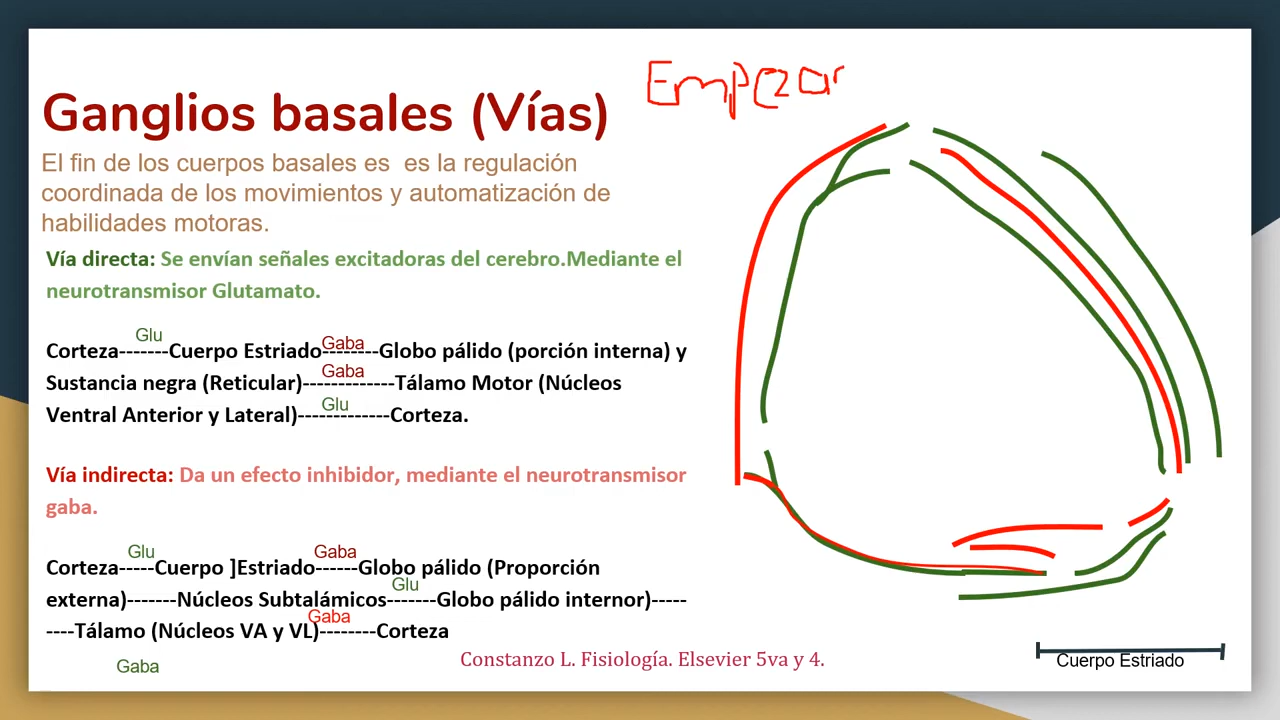 Empezar
Ganglios basales (Vías)
El fin de los cuerpos basales es  es la regulación
coordinada de los movimientos y automatización de
habilidades motoras.
Vía directa: Se envían señales excitadoras del cerebro.Mediante el
neurotransmisor Glutamato.
Glu
Gaba
Corteza-------Cuerpo Estriado--------Globo pálido (porción interna) y
Gaba
Sustancia negra (Reticular)-------------Tálamo Motor (Núcleos
Glu
Ventral Anterior y Lateral)-------------Corteza.
Vía indirecta: Da un efecto inhibidor, mediante el neurotransmisor
gaba.
Glu
Gaba
Corteza-----Cuerpo ]Estriado------Globo pálido (Proporción
Glu
externa)-------Núcleos Subtalámicos-------Globo pálido internor)-----
Gaba
----Tálamo (Núcleos VA y VL)--------Corteza
Gaba
Constanzo L. Fisiología. Elsevier 5va y 4.
Cuerpo Estriado